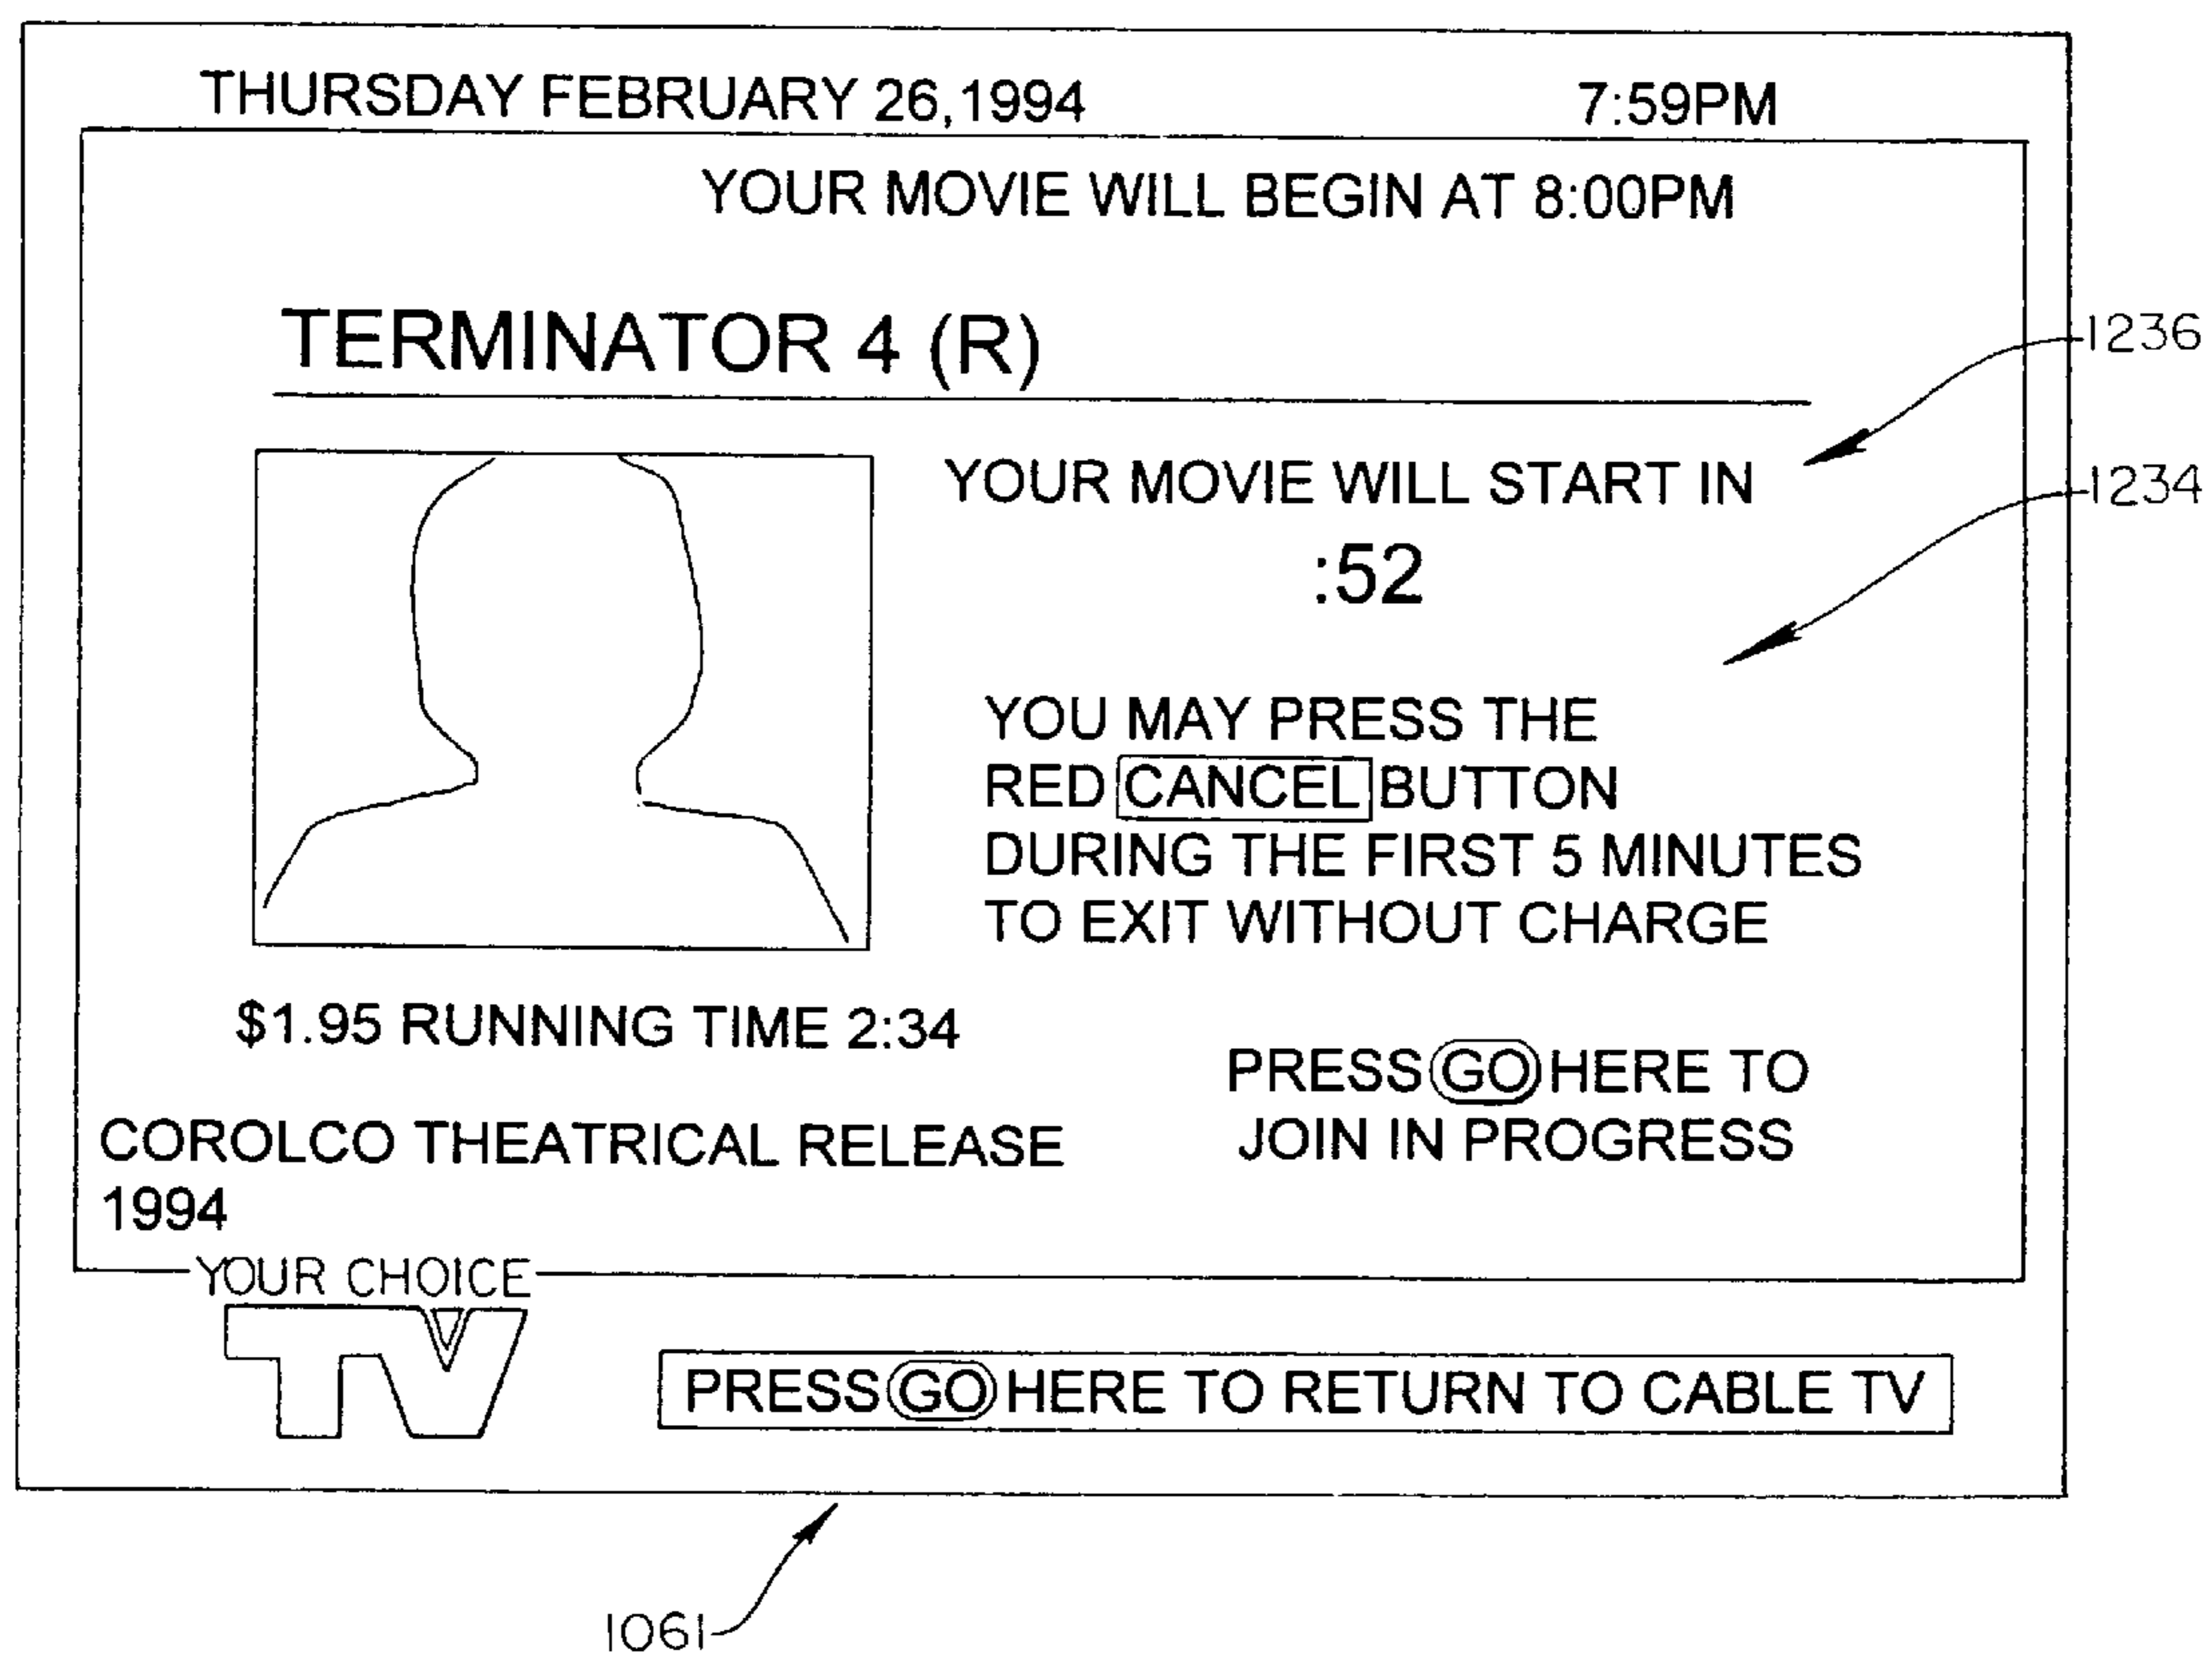 THURSDAY FEBRUARY 26,1994 7:59PM
YOUR MOVIE WILL BEGIN AT 8:00PM
TERMINATOR 4 (R)
1236
YOUR MOVIE WILL START IN
1234
:52
YOU MAY PRESS THE
RED CANCEL BUTTON
DURING THE FIRST 5 MINUTES
TO EXIT WITHOUT CHARGE
$1.95 RUNNING TIME 2:34
PRESS GO HERE TO
JOIN IN PROGRESS
COROLCO THEATRICAL RELEASE
1994
YOUR CHOICE
TV
PRESS GO HERE TO RETURN TO CABLE TV
1061